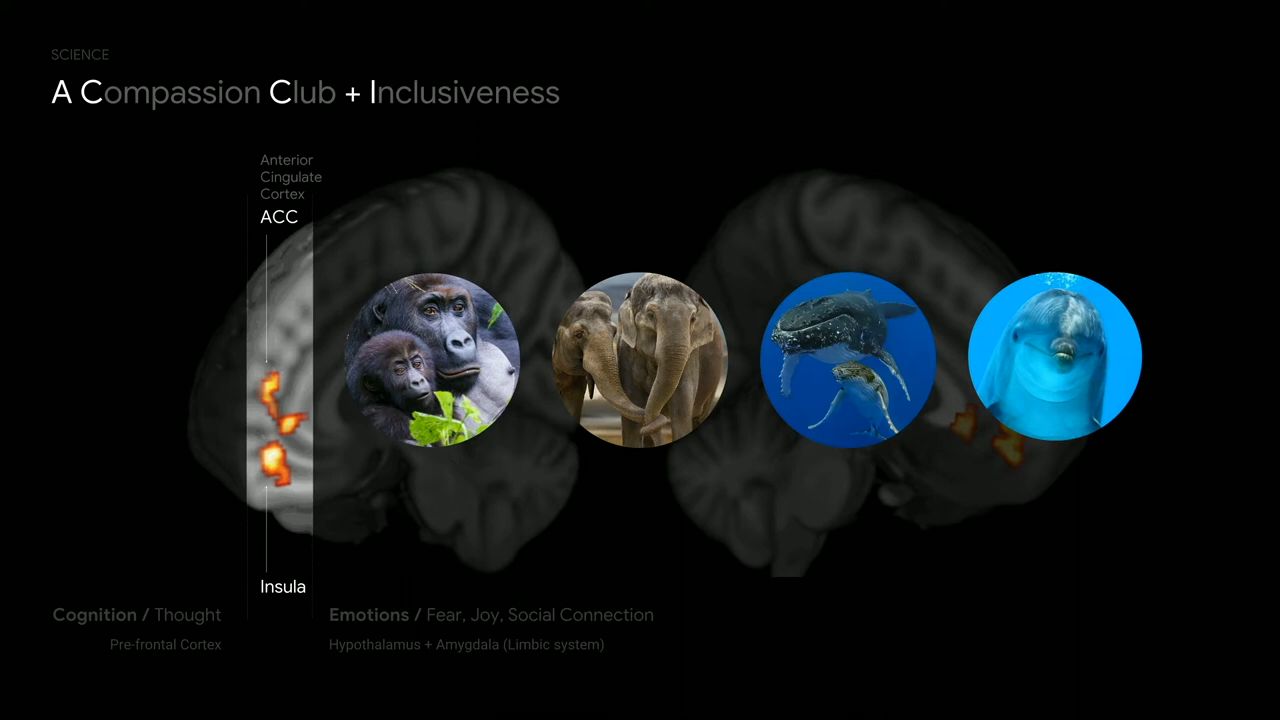 SCIENCE
A Compassion Club + Inclusiveness
Anterior
Cingulate
Cortex
ACC
Insula
Cognition / Thought
Pre-frontal Cortex
Emotions / Fear, Joy, Social Connection
Hypothalamus + Amygdala (Limbic system)